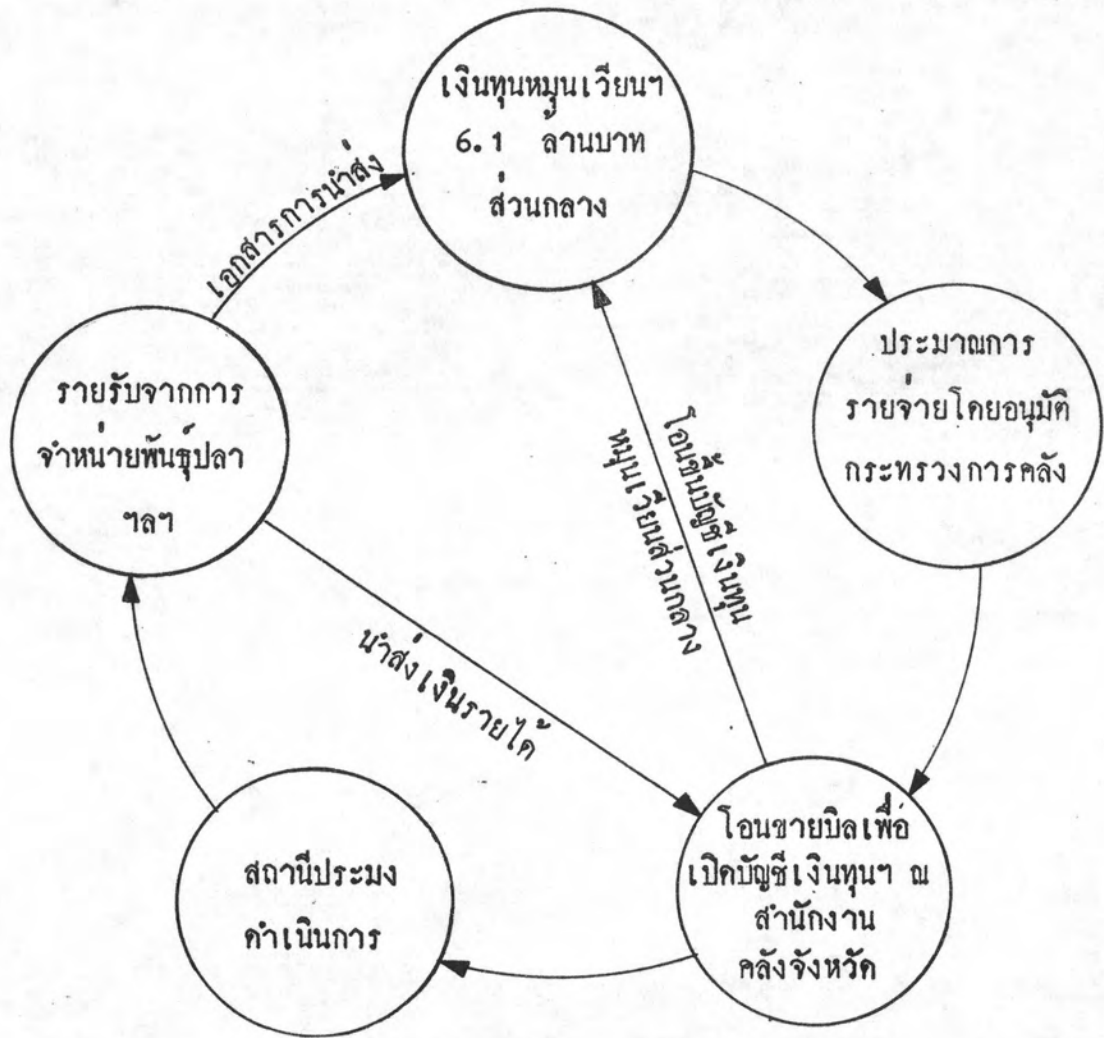 เงินทุนหมุนเวียนฯ
6.1 ล้านบาท
ส่วนกลาง
เอกสารการนำส่ง
ประมาณการ
รายจ่ายโดยอนุมัติ
กระทรวงการคลัง
รายรับจากการ
จำหน่ายพันธุ์ปลา
ฯลฯ
โอนขึ้นบัญชีเงินทุน
หมุนเวียนส่วนกลาง
นำส่งเงินรายได้
โอนขายบิลเพื่อ
เปิดบัญชีเงินทุนฯ ณ
สำนักงาน
คลังจังหวัด
สถานีประมง
ดำเนินการ